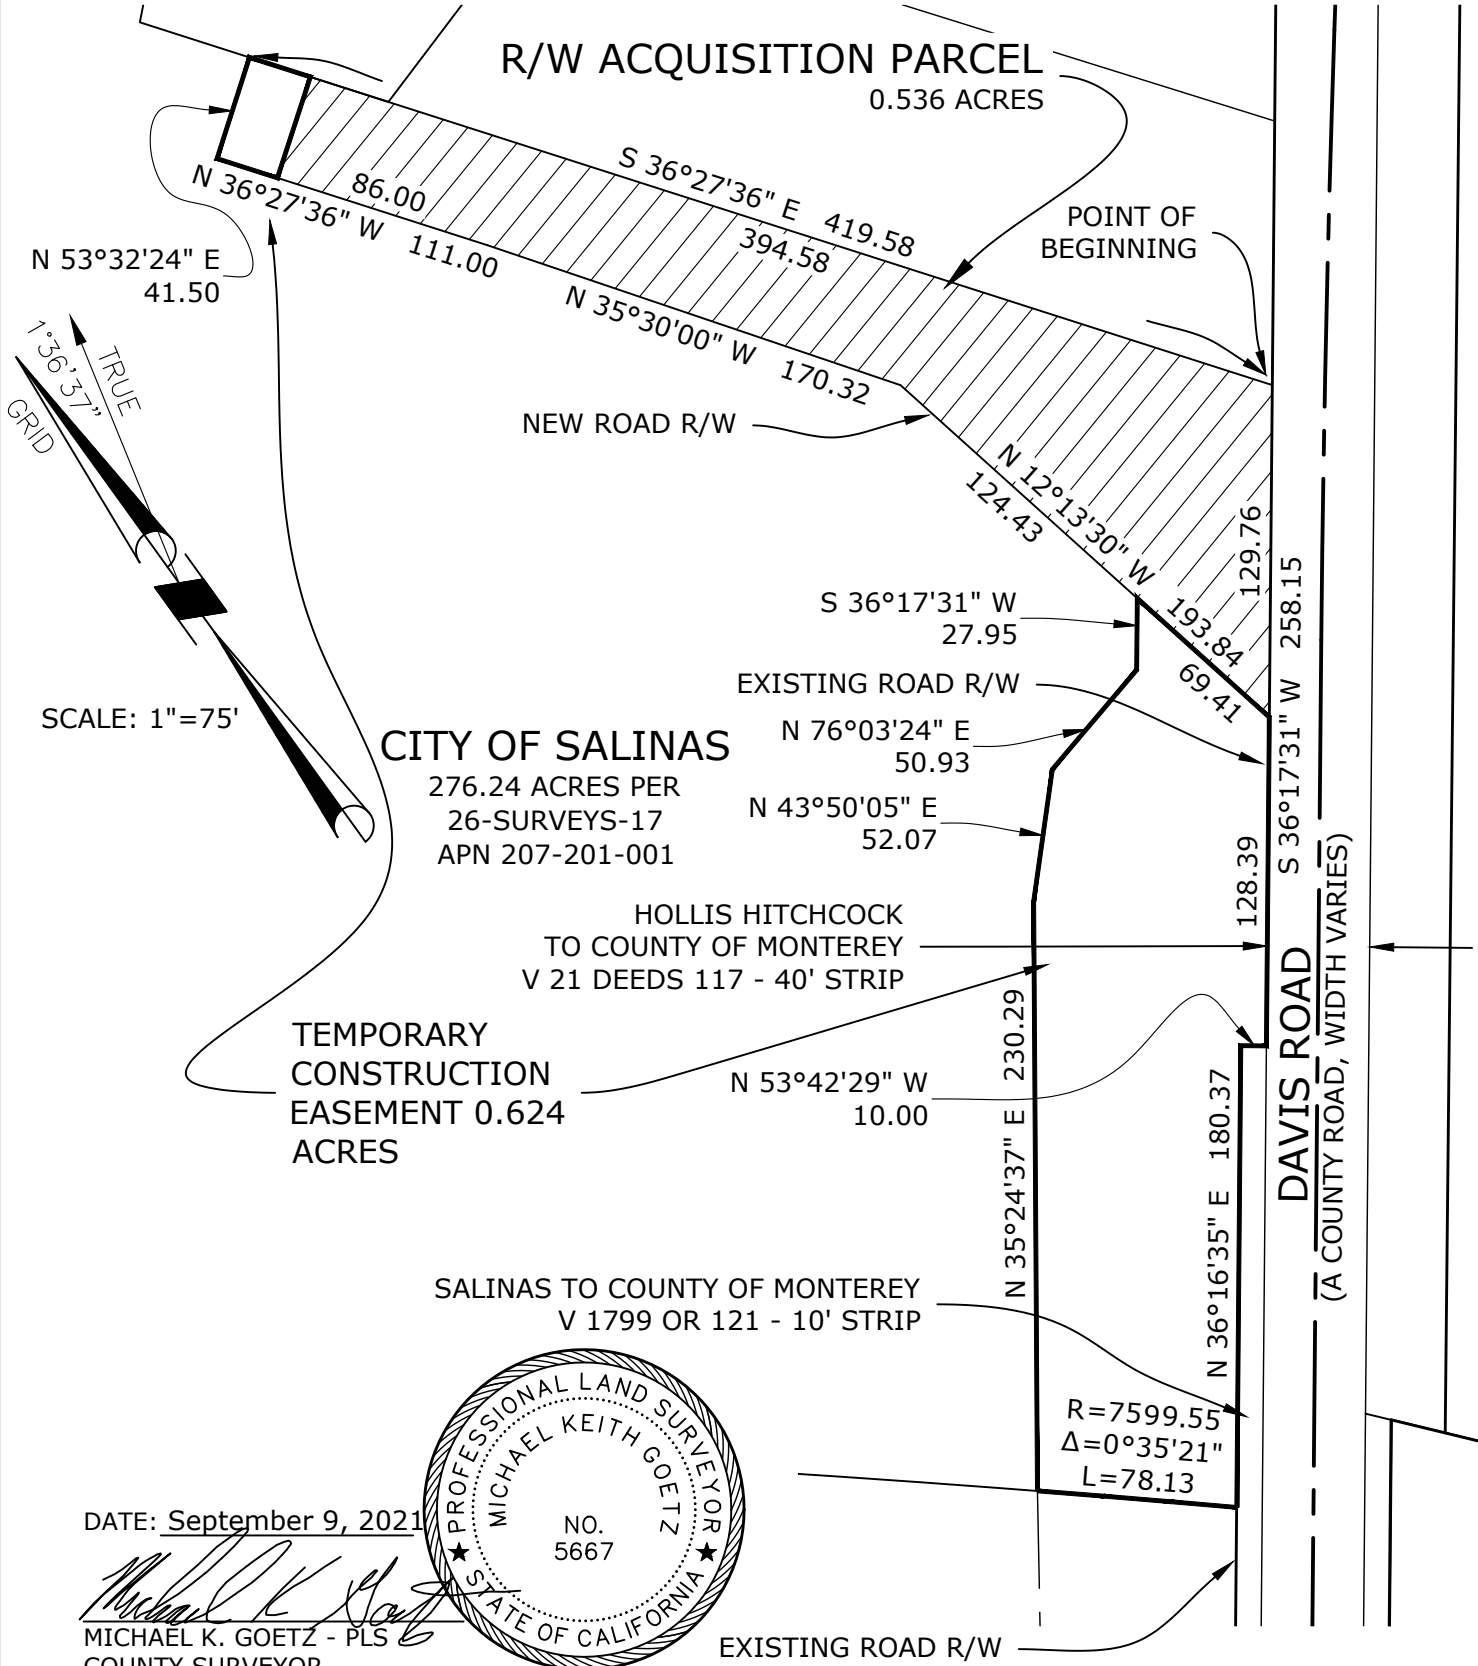 R/W ACQUISITION PARCEL
0.536 ACRES
S 36°27'36" E 419.58
394.58
86.00
N 36°27'36" W 111.00
N 53°32'24" E
41.50
POINT OF
BEGINNING
N 35°30'00" W 170.32
NEW ROAD R/W
TRUE
1°36'37"
GRID
SCALE: 1"=75'
N 12°13'30" W 193.84
124.43
69.41
129.76
S 36°17'31" W 258.15
S 36°17'31" W
27.95
EXISTING ROAD R/W
N 76°03'24" E
50.93
N 43°50'05" E
52.07
CITY OF SALINAS
276.24 ACRES PER
26-SURVEYS-17
APN 207-201-001
128.39
HOLLIS HITCHCOCK
TO COUNTY OF MONTEREY
V 21 DEEDS 117 - 40' STRIP
TEMPORARY
CONSTRUCTION
EASEMENT 0.624
ACRES
N 53°42'29" W
10.00
N 35°24'37" E 230.29
N 36°16'35" E 180.37
DAVIS ROAD
(A COUNTY ROAD, WIDTH VARIES)
SALINAS TO COUNTY OF MONTEREY
V 1799 OR 121 - 10' STRIP
R=7599.55
Δ=0°35'21"
L=78.13
PROFESSIONAL LAND SURVEYOR
MICHAEL KEITH GOETZ
NO.
5667
★ STATE OF CALIFORNIA ★
DATE: September 9, 2021
Michael K Goetz
MICHAEL K. GOETZ - PLS
COUNTY SURVEYOR
EXISTING ROAD R/W